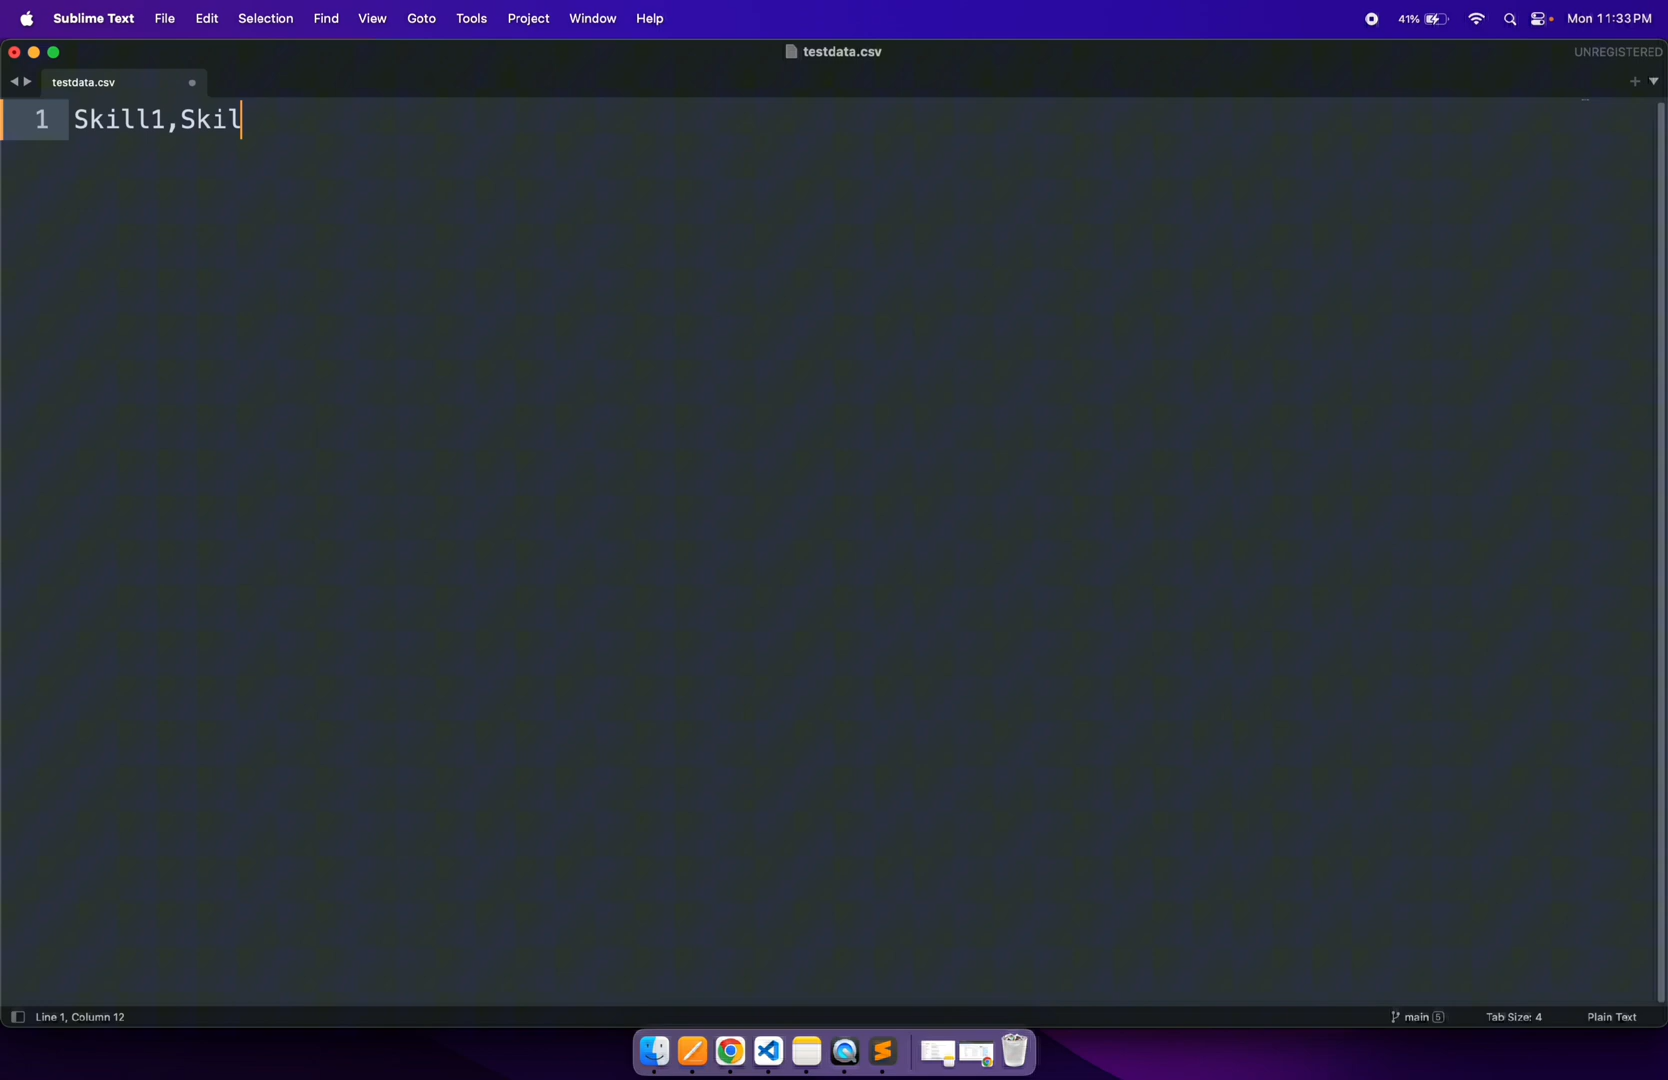 Sublime Text File Edit Selection Find View Goto Tools Project Window Help 41% Mon 11:33 PM
testdata.csv UNREGISTERED
testdata.csv
1 Skill1,Skil
Line 1, Column 12 main 5 Tab Size: 4 Plain Text